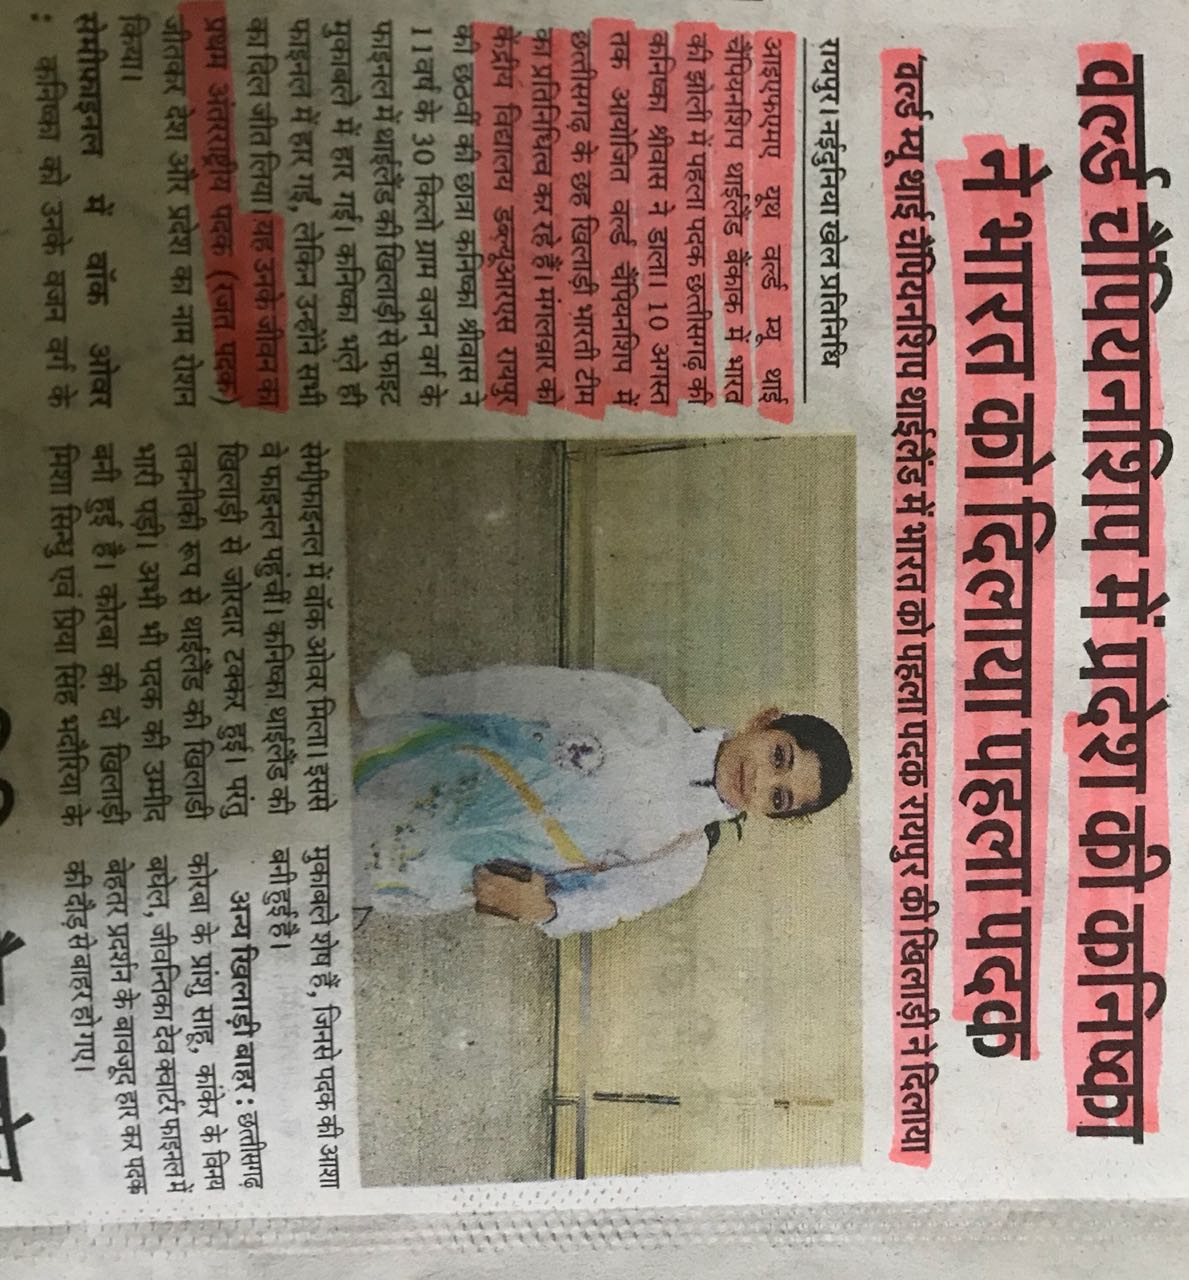 वर्ल्ड चैंपियनशिप में प्रदेश की कनिष्का
ने भारत को दिलाया पहला पदक
वर्ल्ड म्यू थाई चैंपियनशिप थाईलैंड में भारत को पहला पदक रायपुर की खिलाड़ी ने दिलाया
रायपुर। नईदुनिया खेल प्रतिनिधि
आइएफएमए यूथ वर्ल्ड म्यू थाई
चैंपियनशिप थाईलैंड बैंकाक में भारत
की झोली में पहला पदक छत्तीसगढ़ की
कनिष्का श्रीवास ने डाला। 10 अगस्त
तक आयोजित वर्ल्ड चैंपियनशिप में
छत्तीसगढ़ के छह खिलाड़ी भारती टीम
का प्रतिनिधित्व कर रहे हैं। मंगलवार को
केंद्रीय विद्यालय डब्ल्युआरएस रायपुर
की छठवीं की छात्रा कनिष्का श्रीवास ने
11 वर्ष के 30 किलो ग्राम वजन वर्ग के
फाइनल में थाईलैंड की खिलाड़ी से फाइट
मुकाबले में हार गई। कनिष्का भले ही
फाइनल में हार गईं, लेकिन उन्होंने सभी
का दिल जीत लिया। यह उनके जीवन का
प्रथम अंतरराष्ट्रीय पदक (रजत पदक)
जीतकर देश और प्रदेश का नाम रोशन
किया।
सेमीफाइनल में वॉक ओवर
: कनिष्का को उनके वजन वर्ग के
सेमीफाइनल में वॉक ओवर मिला। इससे
वे फाइनल पहुंचीं। कनिष्का थाईलैंड की
खिलाड़ी से जोरदार टक्कर हुई। परंतु
तकनीकी रूप से थाईलैंड की खिलाड़ी
भारी पड़ी। अभी भी पदक की उम्मीद
बनी हुई है। कोरबा की दो खिलाड़ी
मिशा सिन्धु एवं प्रिया सिंह भदौरिया के
मुकाबले शेष हैं, जिनसे पदक की आशा
बनी हुई है।
अन्य खिलाड़ी बाहर : छत्तीसगढ़
कोरबा के प्रांशु साहू, कांकेर के विनय
बघेल, जीवन्तिका देव क्वार्टर फाइनल में
बेहतर प्रदर्शन के बावजूद हार कर पदक
की दौड़ से बाहर हो गए।